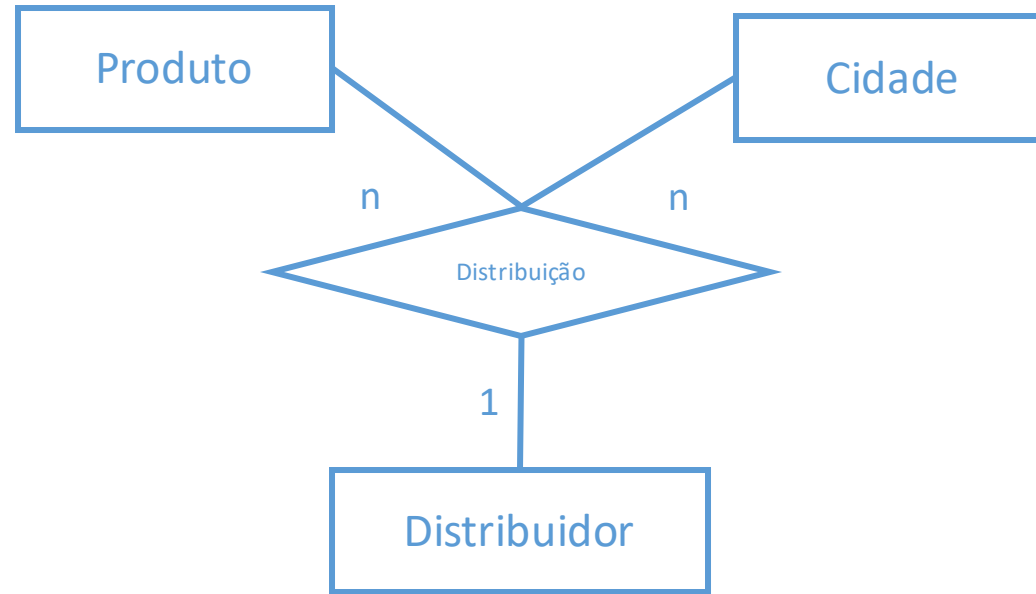 Produto
Cidade
n
n
Distribuição
1
Distribuidor